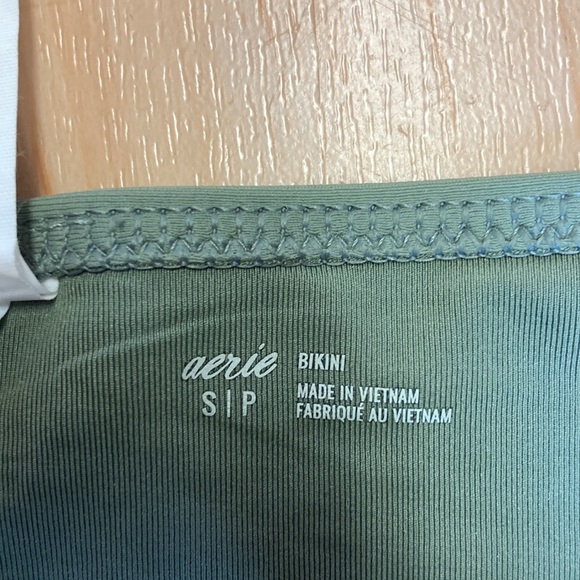 aerie
S|P
BIKINI
MADE IN VIETNAM
FABRIQUÉ AU VIETNAM